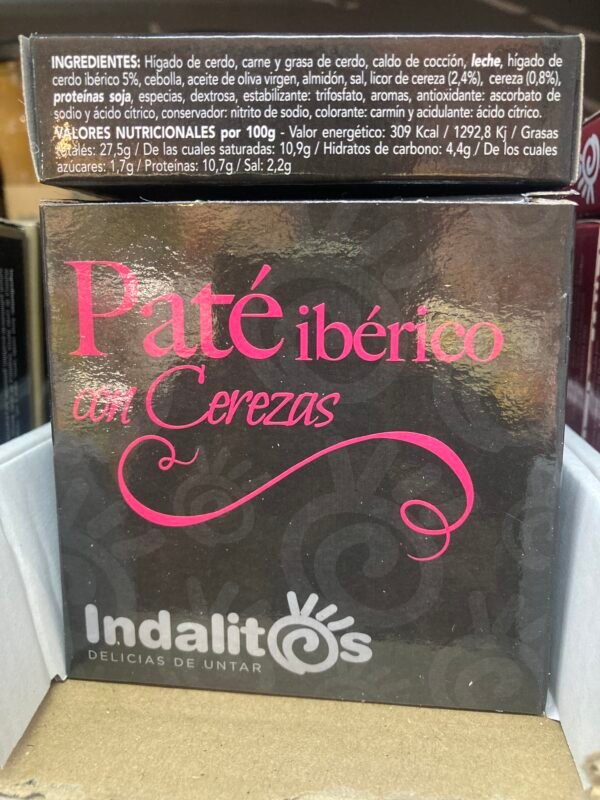 INGREDIENTES: Hígado de cerdo, carne y grasa de cerdo, caldo de cocción, leche, hígado de
cerdo ibérico 5%, cebolla, aceite de oliva virgen, almidón, sal, licor de cereza (2,4%), cereza (0,8%),
proteínas soja, especias, dextrosa, estabilizante: trifosfato, aromas, antioxidante: ascorbato de
sodio y ácido cítrico, conservador: nitrito de sodio, colorante: carmín y acidulante: ácido cítrico.
VALORES NUTRICIONALES por 100g - Valor energético: 309 Kcal / 1292,8 Kj / Grasas
totales: 27,5g / De las cuales saturadas: 10,9g / Hidratos de carbono: 4,4g / De los cuales
azúcares: 1,7g / Proteínas: 10,7g / Sal: 2,2g
Paté ibérico
con Cerezas
Indalitos
DELICIAS DE UNTAR